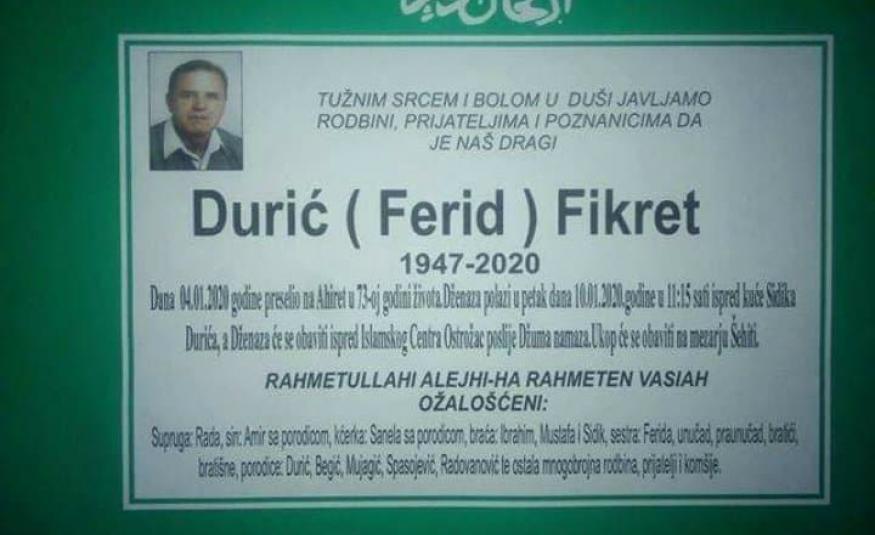 TUŽNIM SRCEM I BOLOM U DUŠI JAVLJAMO
RODBINI, PRIJATELJIMA I POZNANICIMA DA
JE NAŠ DRAGI
Durić ( Ferid ) Fikret
1947-2020
Dana 04.01.2020 godine preselio na Ahiret u 73-oj godini života.Dženaza polazi u petak dana 10.01.2020.godine u 11:15 sati ispred kuće Sidika
Durića, a Dženaza će se obaviti ispred Islamskog Centra Ostrožac poslije Džuma namaza.Ukop će se obaviti na mezarju Šehiti.
RAHMETULLAHI ALEJHI-HA RAHMETEN VASIAH
OŽALOŠĆENI:
Supruga: Rada, sin: Amir sa porodicom, kćerka: Sanela sa porodicom, braća: Ibrahim, Mustafa i Sidik, sestra: Ferida, unučad, praunučad, bratići,
bratišne, porodice: Durić, Begić, Mujagić, Spasojević, Radovanović te ostala mnogobrojna rodbina, prijatelji i komšije.